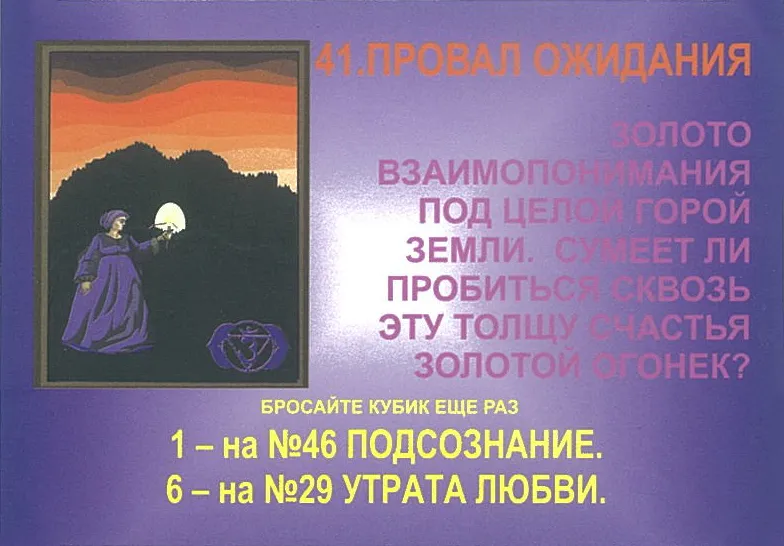 41.ПРОВАЛ ОЖИДАНИЯ
ЗОЛОТО
ВЗАИМОПОНИМАНИЯ
ПОД ЦЕЛОЙ ГОРОЙ
ЗЕМЛИ. СУМЕЕТ ЛИ
ПРОБИТЬСЯ СКВОЗЬ
ЭТУ ТОЛЩУ СЧАСТЬЯ
ЗОЛОТОЙ ОГОНЕК?
БРОСАЙТЕ КУБИК ЕЩЕ РАЗ
1 – на №46 ПОДСОЗНАНИЕ.
6 – на №29 УТРАТА ЛЮБВИ.